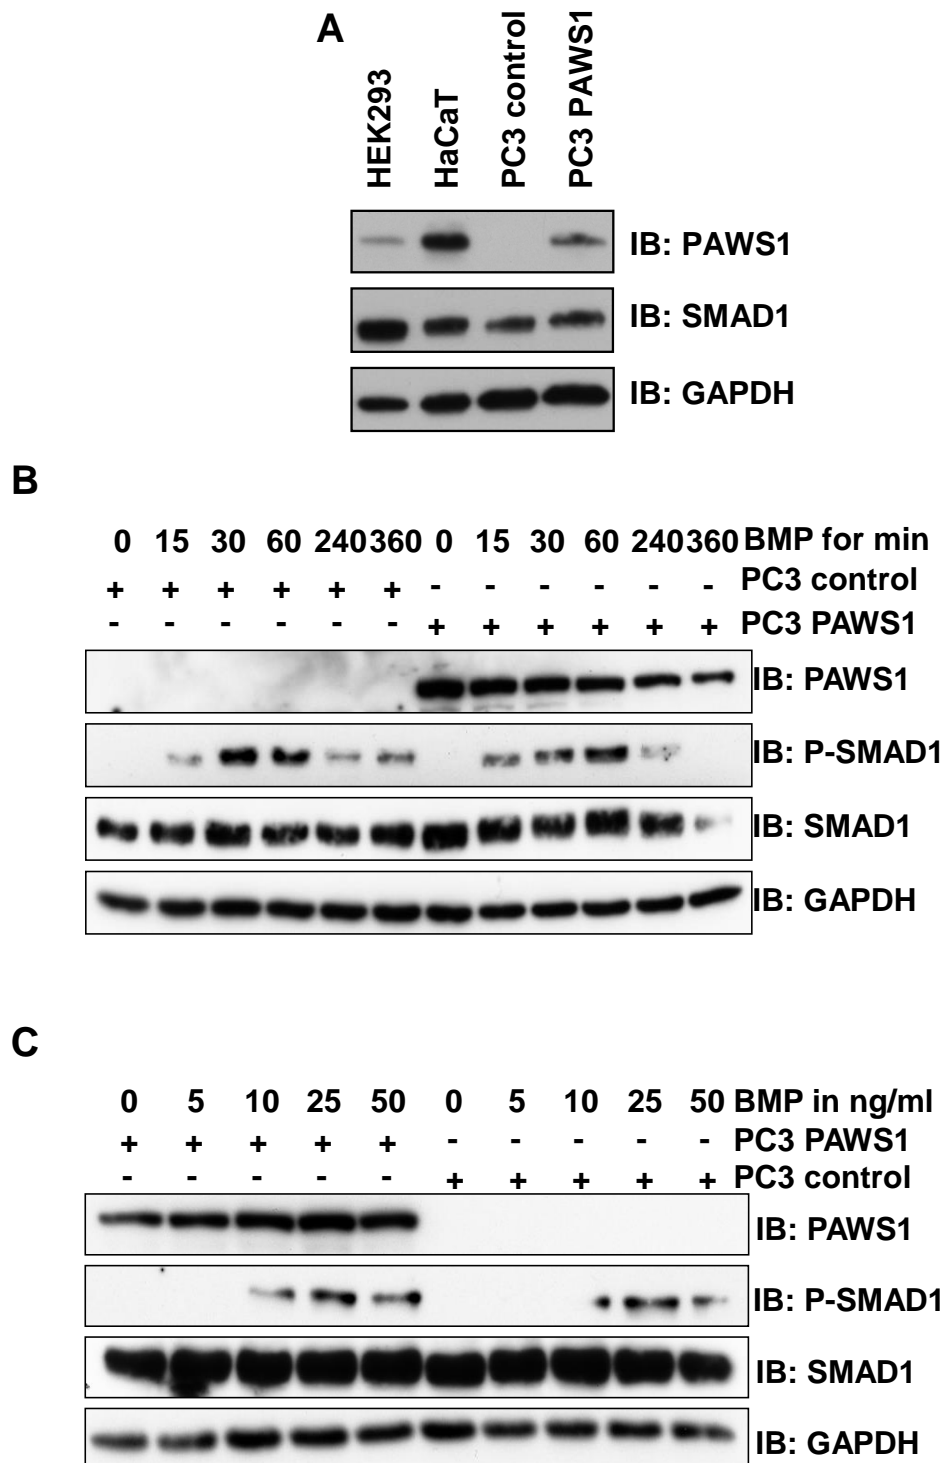 A
HEK293
HaCaT
PC3 control
PC3 PAWS1
IB: PAWS1
IB: SMAD1
IB: GAPDH
B
0 15 30 60 240 360 0 15 30 60 240 360 BMP for min
+ + + + + + - - - - - - PC3 control
- - - - - - + + + + + + PC3 PAWS1
IB: PAWS1
IB: P-SMAD1
IB: SMAD1
IB: GAPDH
C
0 5 10 25 50 0 5 10 25 50 BMP in ng/ml
+ + + + + - - - - - PC3 PAWS1
- - - - - + + + + + PC3 control
IB: PAWS1
IB: P-SMAD1
IB: SMAD1
IB: GAPDH